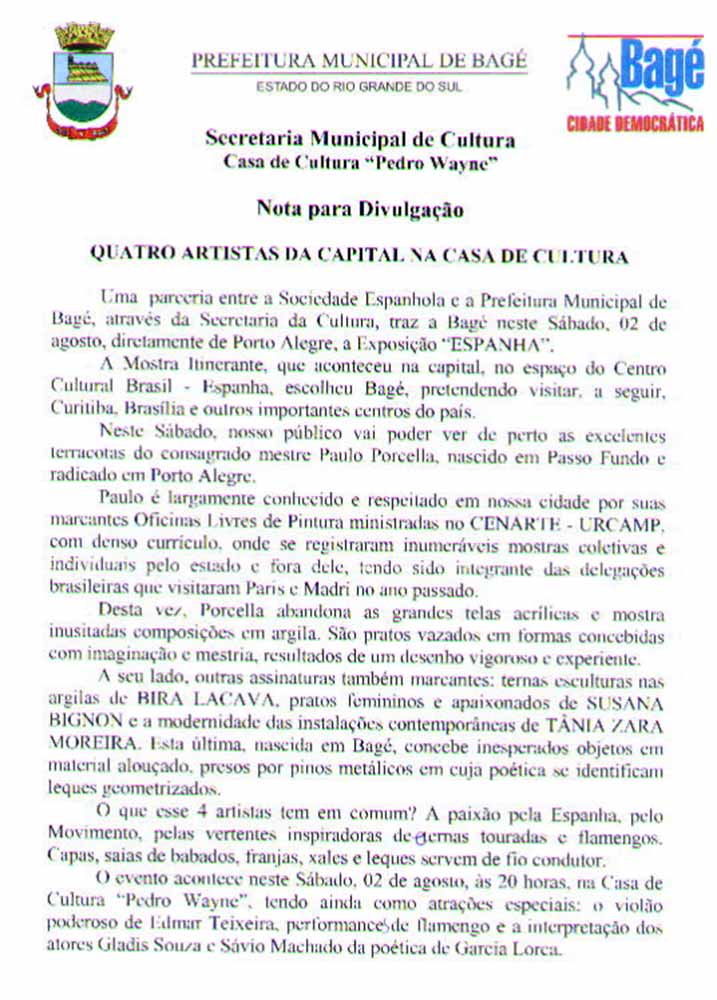 PREFEITURA MUNICIPAL DE BAGÉ
ESTADO DO RIO GRANDE DO SUL
Bagé
CIDADE DEMOCRÁTICA
Secretaria Municipal de Cultura
Casa de Cultura “Pedro Wayne”
Nota para Divulgação
QUATRO ARTISTAS DA CAPITAL NA CASA DE CULTURA
Uma parceria entre a Sociedade Espanhola e a Prefeitura Municipal de
Bagé, através da Secretaria da Cultura, traz a Bagé neste Sábado, 02 de
agosto, diretamente de Porto Alegre, a Exposição “ESPANHA”.
A Mostra Itinerante, que aconteceu na capital, no espaço do Centro
Cultural Brasil - Espanha, escolheu Bagé, pretendendo visitar, a seguir,
Curitiba, Brasília e outros importantes centros do país.
Neste Sábado, nosso público vai poder ver de perto as excelentes
terracotas do consagrado mestre Paulo Porcella, nascido em Passo Fundo e
radicado em Porto Alegre.
Paulo é largamente conhecido e respeitado em nossa cidade por suas
marcantes Oficinas Livres de Pintura ministradas no CENARTE - URCAMP,
com denso currículo, onde se registraram inumeráveis mostras coletivas e
individuais pelo estado e fora dele, tendo sido integrante das delegações
brasileiras que visitaram Paris e Madri no ano passado.
Desta vez, Porcella abandona as grandes telas acrílicas e mostra
inusitadas composições em argila. São pratos vazados em formas concebidas
com imaginação e mestria, resultados de um desenho vigoroso e experiente.
A seu lado, outras assinaturas também marcantes: ternas esculturas nas
argilas de BIRA LACAVA, pratos femininos e apaixonados de SUSANA
BIGNON e a modernidade das instalações contemporâneas de TÂNIA ZARA
MOREIRA. Esta última, nascida em Bagé, concebe inesperados objetos em
material alouçado, presos por pinos metálicos em cuja poética se identificam
leques geometrizados.
O que esse 4 artistas tem em comum? A paixão pela Espanha, pelo
Movimento, pelas vertentes inspiradoras de eternas touradas e flamengos.
Capas, saias de babados, franjas, xales e leques servem de fio condutor.
O evento acontece neste Sábado, 02 de agosto, às 20 horas, na Casa de
Cultura “Pedro Wayne”, tendo ainda como atrações especiais: o violão
poderoso de Edmar Teixeira, performances de flamengo e a interpretação dos
atores Gladis Souza e Sávio Machado da poética de Garcia Lorca.